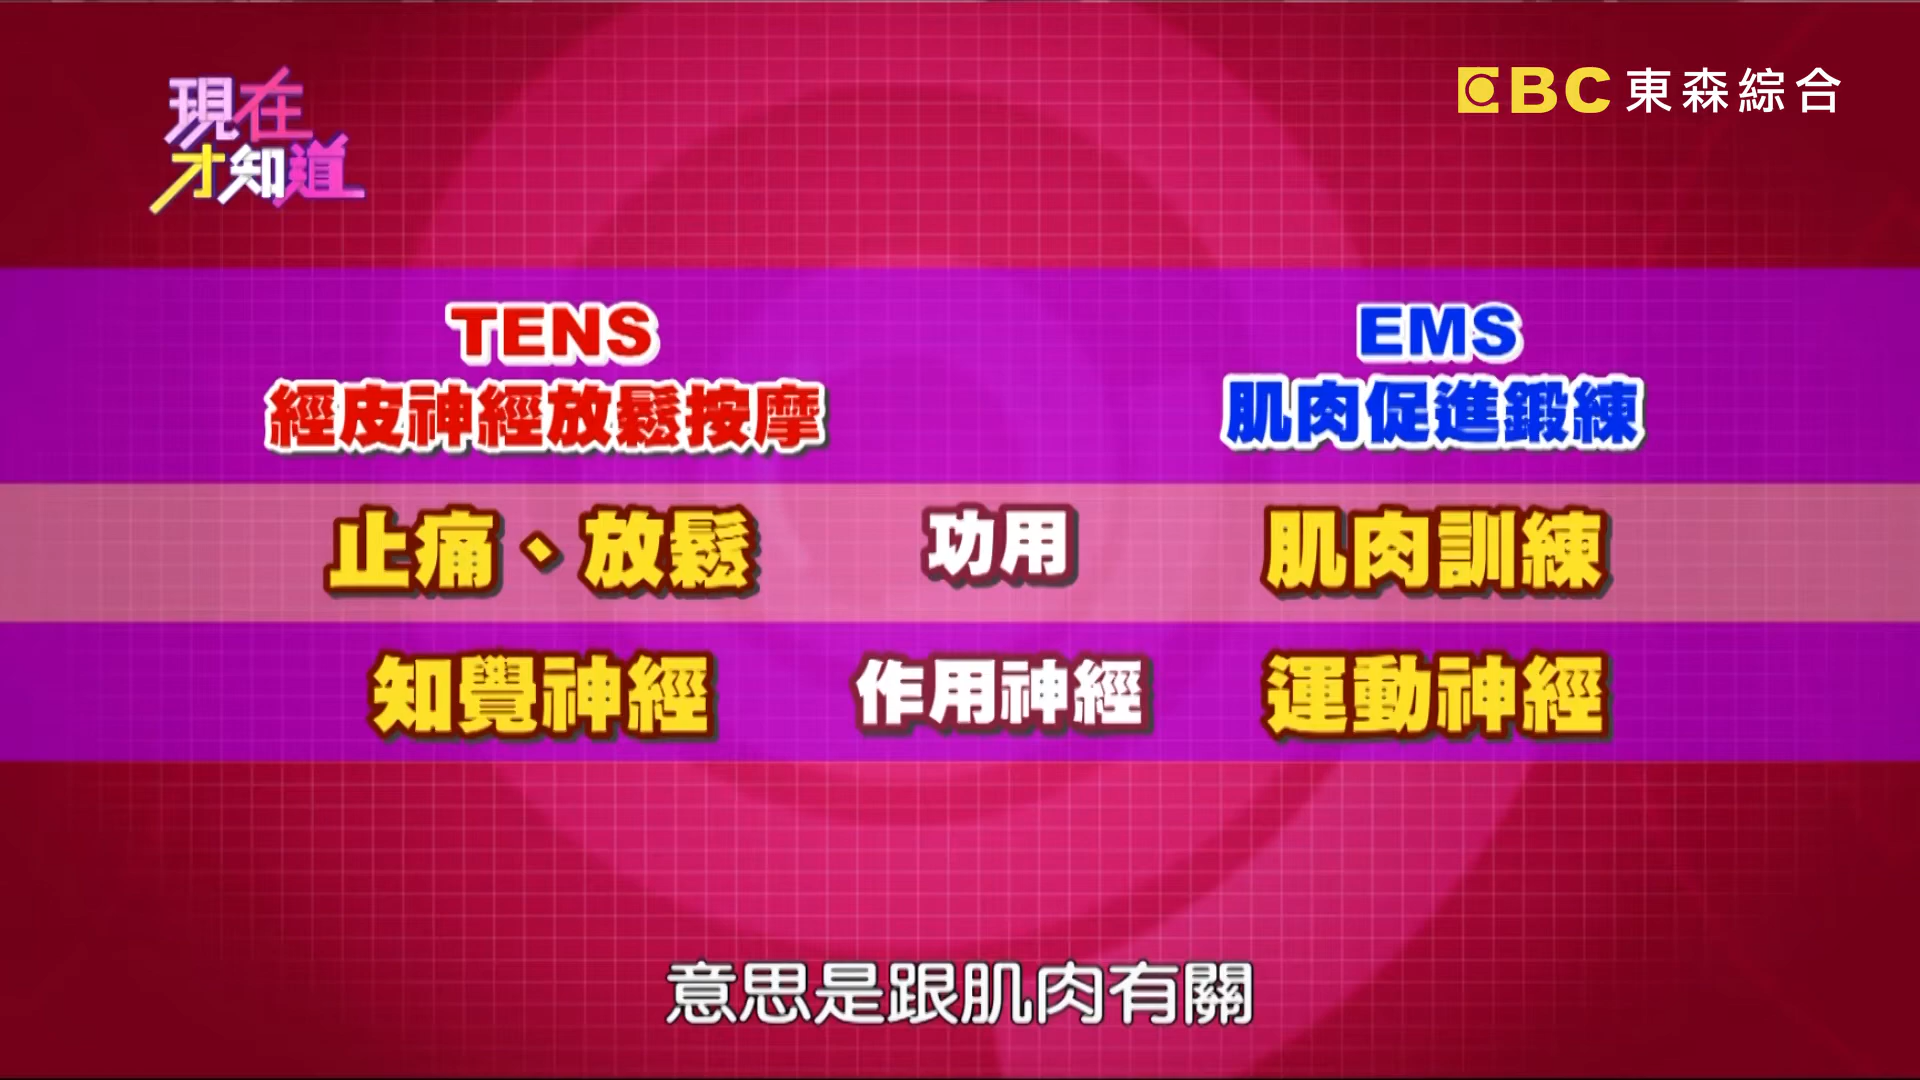 現在
才知道
EBC 東森綜合
TENS
經皮神經放鬆按摩
EMS
肌肉促進鍛練
止痛、放鬆 功用 肌肉訓練
知覺神經 作用神經 運動神經
意思是跟肌肉有關